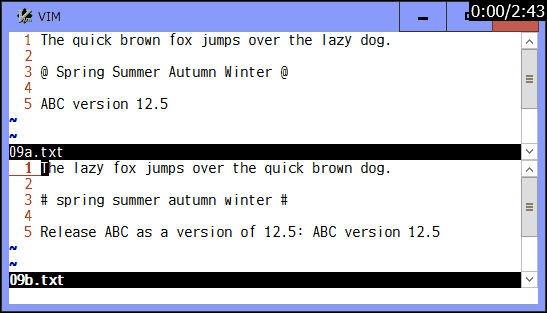 VIM
0:00/2:43
1 The quick brown fox jumps over the lazy dog.
2
3 @ Spring Summer Autumn Winter @
4
5 ABC version 12.5
~
~
09a.txt
1 The lazy fox jumps over the quick brown dog.
2
3 # spring summer autumn winter #
4
5 Release ABC as a version of 12.5: ABC version 12.5
~
~
09b.txt